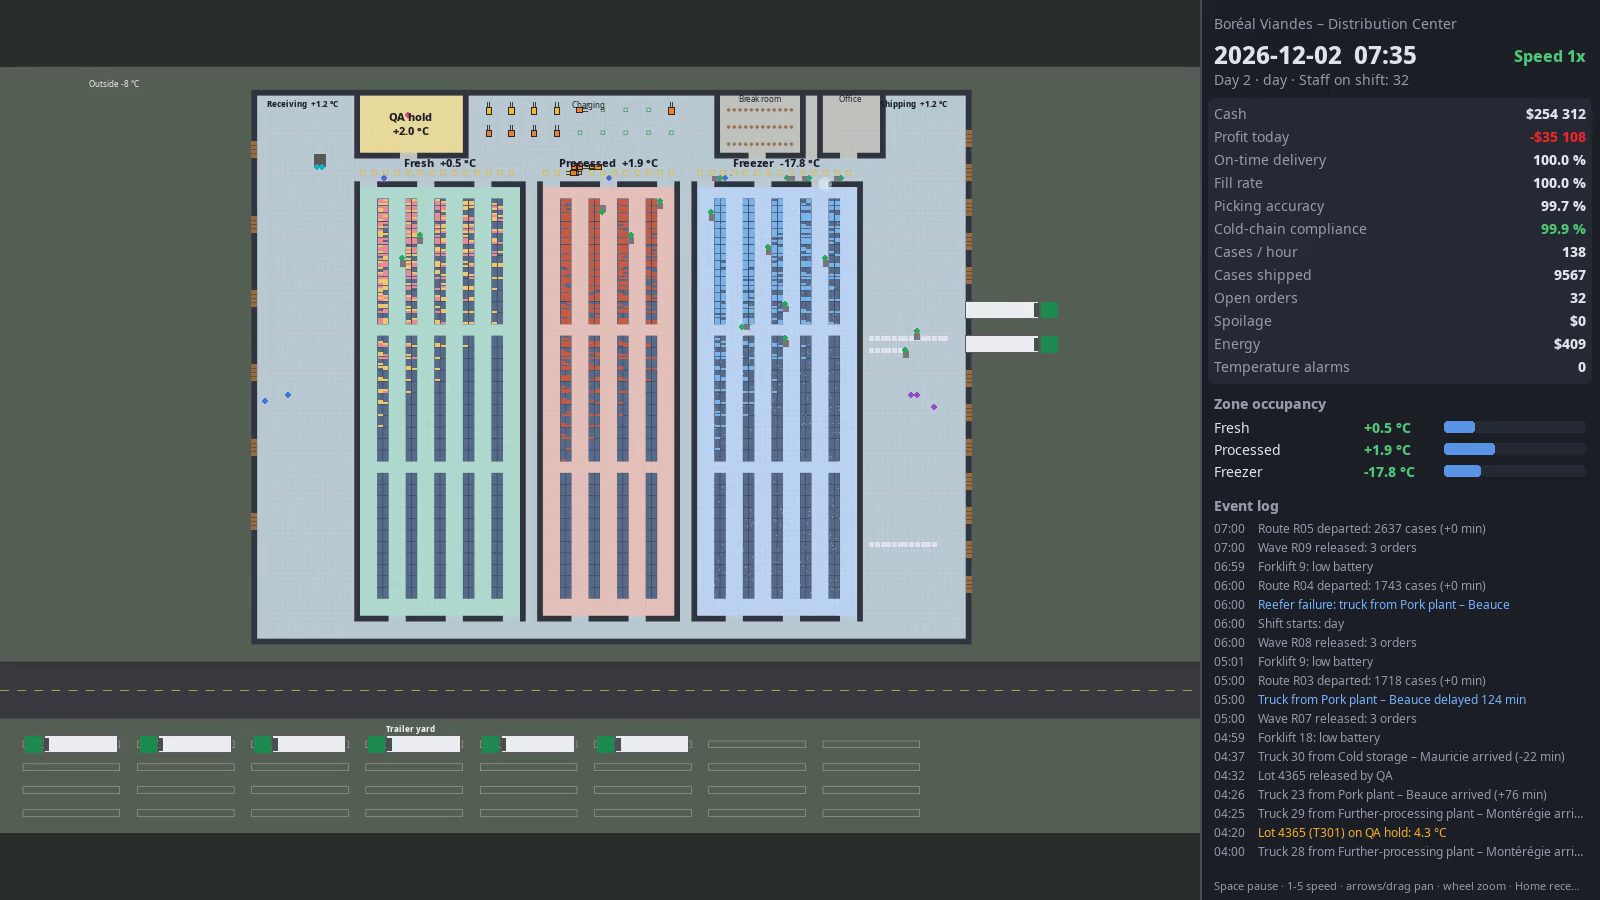 Outside -8 °C
Receiving +1.2 °C
QA hold
+2.0 °C
Charging
Break room
Office
Shipping +1.2 °C
Fresh +0.5 °C
Processed +1.9 °C
Freezer -17.8 °C
Trailer yard
Boréal Viandes – Distribution Center
2026-12-02 07:35
Speed 1x
Day 2 · day · Staff on shift: 32
Cash $254 312
Profit today -$35 108
On-time delivery 100.0 %
Fill rate 100.0 %
Picking accuracy 99.7 %
Cold-chain compliance 99.9 %
Cases / hour 138
Cases shipped 9567
Open orders 32
Spoilage $0
Energy $409
Temperature alarms 0
Zone occupancy
Fresh +0.5 °C
Processed +1.9 °C
Freezer -17.8 °C
Event log
07:00 Route R05 departed: 2637 cases (+0 min)
07:00 Wave R09 released: 3 orders
06:59 Forklift 9: low battery
06:00 Route R04 departed: 1743 cases (+0 min)
06:00 Reefer failure: truck from Pork plant – Beauce
06:00 Shift starts: day
06:00 Wave R08 released: 3 orders
05:01 Forklift 9: low battery
05:00 Route R03 departed: 1718 cases (+0 min)
05:00 Truck from Pork plant – Beauce delayed 124 min
05:00 Wave R07 released: 3 orders
04:59 Forklift 18: low battery
04:37 Truck 30 from Cold storage – Mauricie arrived (-22 min)
04:32 Lot 4365 released by QA
04:26 Truck 23 from Pork plant – Beauce arrived (+76 min)
04:25 Truck 29 from Further-processing plant – Montérégie arri…
04:20 Lot 4365 (T301) on QA hold: 4.3 °C
04:00 Truck 28 from Further-processing plant – Montérégie arri…
Space pause · 1-5 speed · arrows/drag pan · wheel zoom · Home rece…